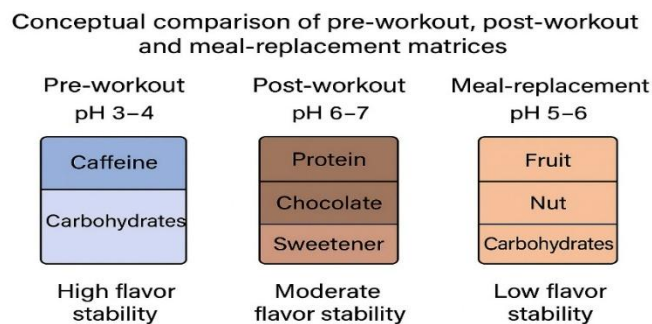 Conceptual comparison of pre-workout, post-workout
and meal-replacement matrices
Pre-workout
pH 3–4
Caffeine
Carbohydrates
High flavor
stability
Post-workout
pH 6–7
Protein
Chocolate
Sweetener
Moderate
flavor stability
Meal-replacement
pH 5–6
Fruit
Nut
Carbohydrates
Low flavor
stability